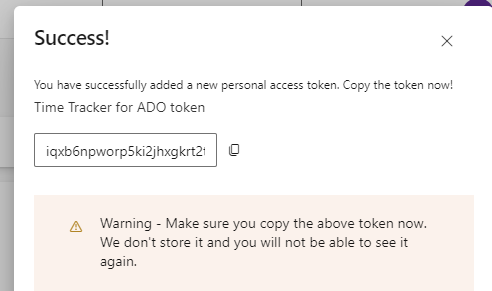 Success!
You have successfully added a new personal access token. Copy the token now!
Time Tracker for ADO token
iqxb6npworp5ki2jhxgkrt2t
Warning - Make sure you copy the above token now.
We don't store it and you will not be able to see it
again.